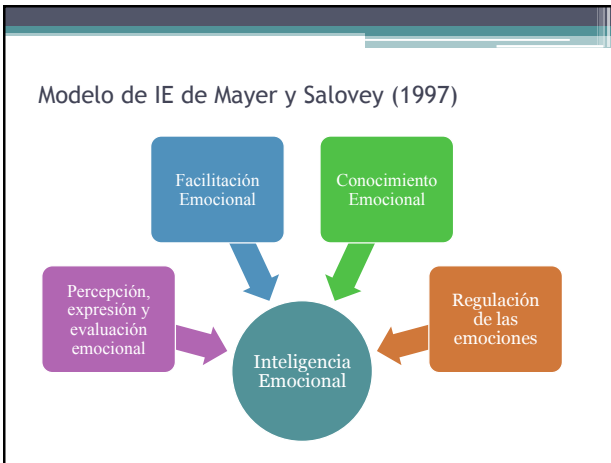 Modelo de IE de Mayer y Salovey (1997)
Facilitación
Emocional
Conocimiento
Emocional
Percepción,
expresión y
evaluación
emocional
Regulación
de las
emociones
Inteligencia
Emocional